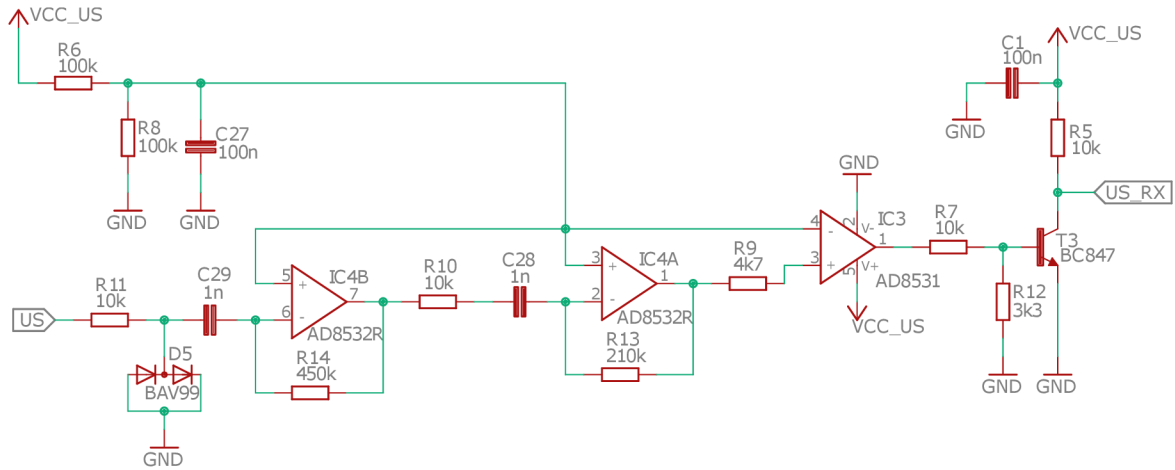 VCC_US
R6
100k
R8
100k
C27
100n
GND
GND
VCC_US
C1
100n
GND
R5
10k
US_RX
GND
2
V-
4
-
3
+
IC3
1
V+
5
AD8531
VCC_US
R7
10k
T3
BC847
R12
3k3
GND
GND
US
R11
10k
C29
1n
D5
BAV99
GND
5
+
6
-
IC4B
7
AD8532R
R14
450k
R10
10k
C28
1n
3
+
2
-
IC4A
1
AD8532R
R13
210k
R9
4k7